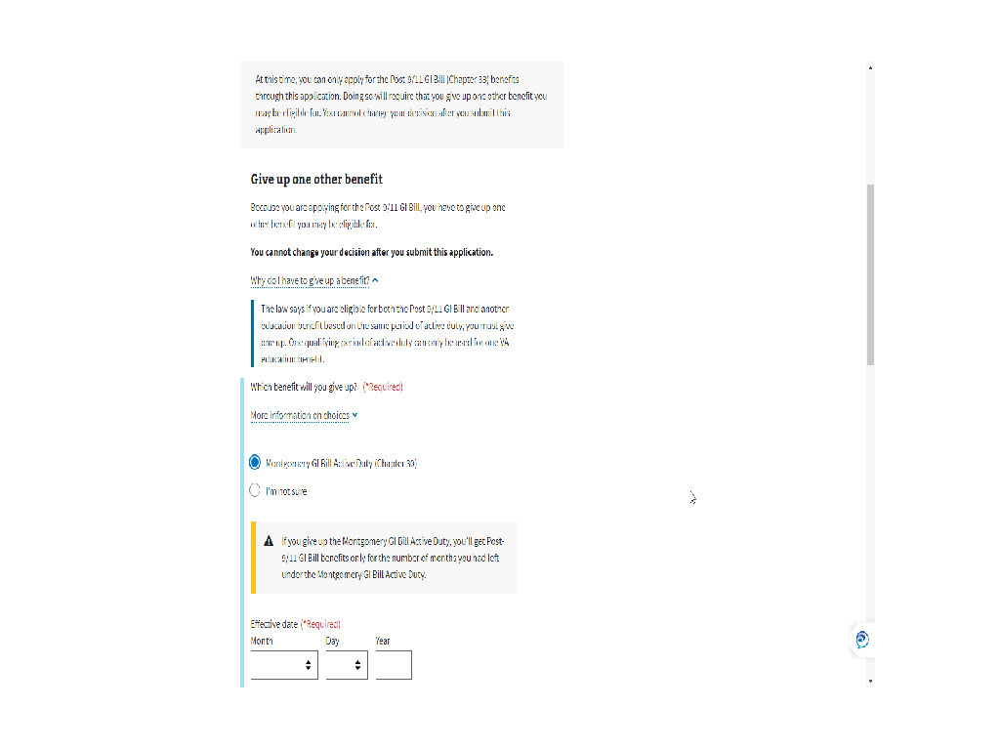 At this time, you can only apply for the Post-9/11 GI Bill (Chapter 33) benefits
through this application. Doing so will require that you give up one other benefit you
may be eligible for. You cannot change your decision after you submit this
application.
Give up one other benefit
Because you are applying for the Post-9/11 GI Bill, you have to give up one
other benefit you may be eligible for.
You cannot change your decision after you submit this application.
Why do I have to give up a benefit?
The law says if you are eligible for both the Post-9/11 GI Bill and another
education benefit based on the same period of active duty, you must give
one up. One qualifying period of active duty can only be used for one VA
education benefit.
Which benefit will you give up? (*Required)
More information on choices
Montgomery GI Bill Active Duty (Chapter 30)
I'm not sure
If you give up the Montgomery GI Bill Active Duty, you'll get Post-
9/11 GI Bill benefits only for the number of months you had left
under the Montgomery GI Bill Active Duty.
Effective date (*Required)
Month Day Year